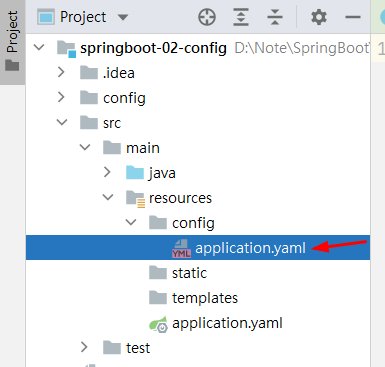 Project
Project
springboot-02-config D:\Note\SpringBoot
.idea
config
src
main
java
resources
config
YML application.yaml
static
templates
application.yaml
test
1